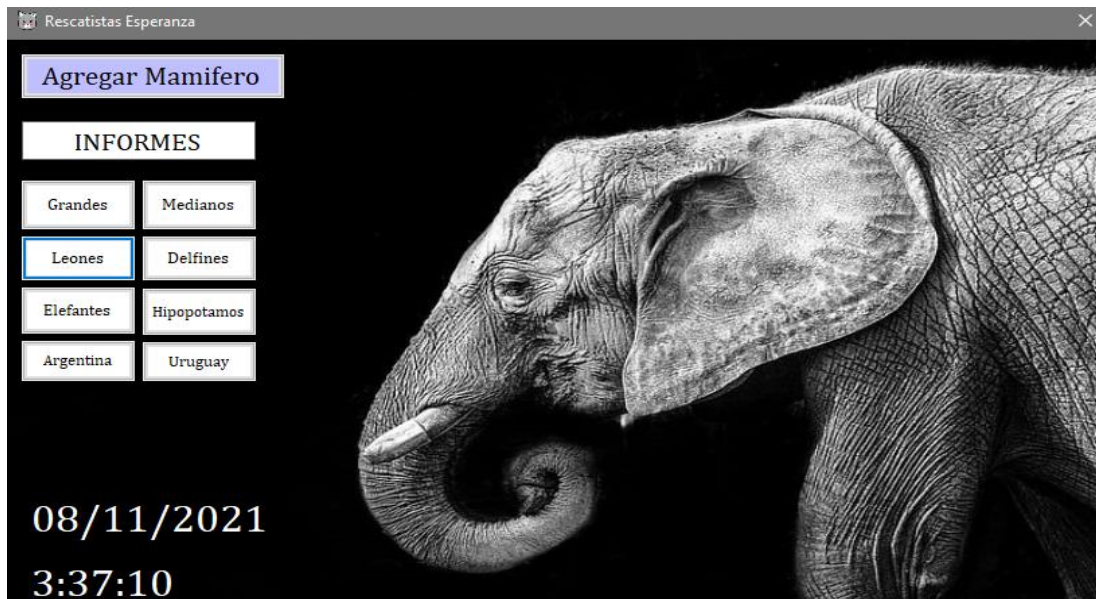 Rescatistas Esperanza
Agregar Mamifero
INFORMES
Grandes Medianos
Leones Delfines
Elefantes Hipopotamos
Argentina Uruguay
08/11/2021
3:37:10